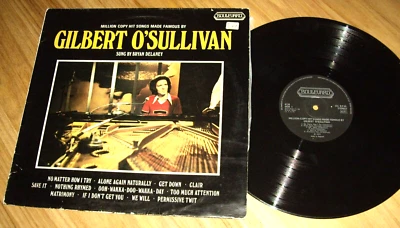 BOULEVARD
MILLION COPY HIT SONGS MADE FAMOUS BY
GILBERT O'SULLIVAN
SUNG BY BRYAN DELANEY
NO MATTER HOW I TRY · ALONE AGAIN NATURALLY · GET DOWN · CLAIR
SAVE IT · NOTHING RHYMED · OOH-WAKKA-DOO-WAKKA-DAY · TOO MUCH ATTENTION
MATRIMONY · IF I DON'T GET YOU · WE WILL · PERMISSIVE TWIT
BOULEVARD